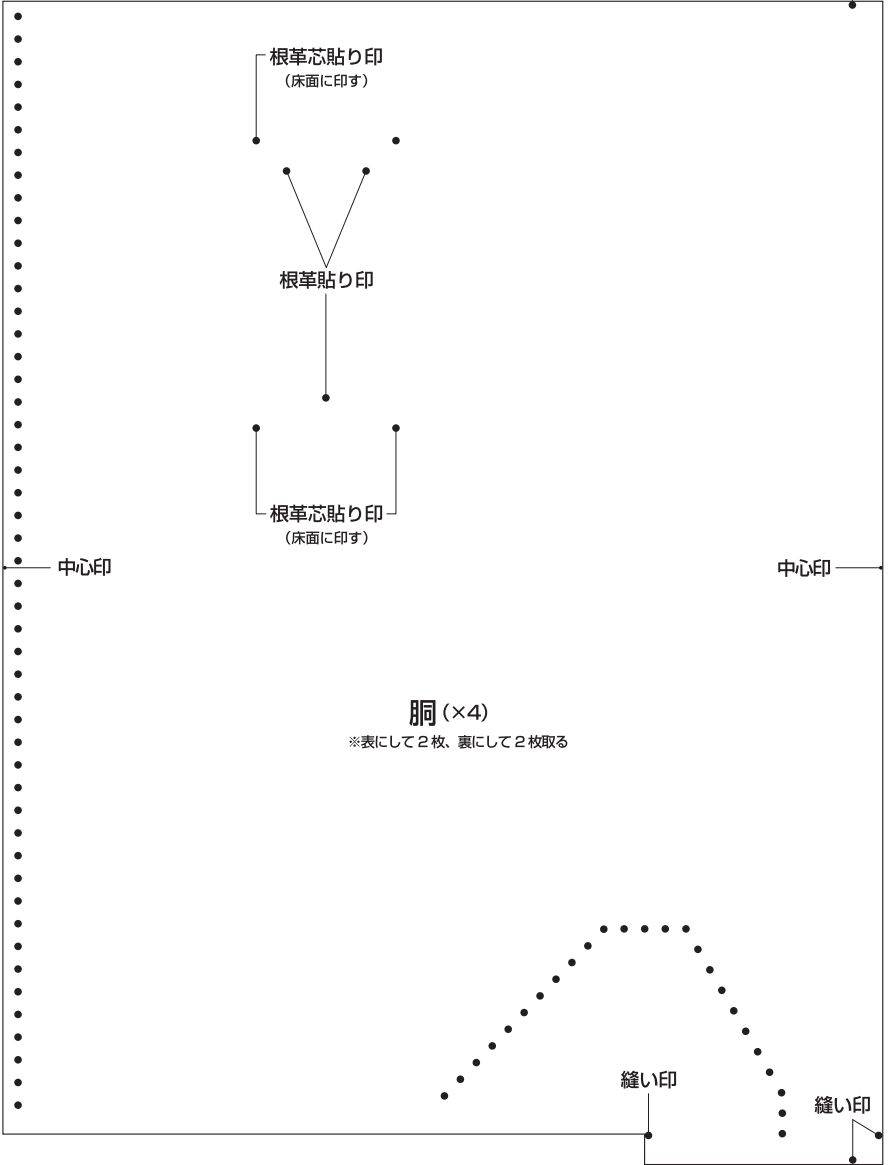 根革芯貼り印
（床面に印す）
根革貼り印
根革芯貼り印
（床面に印す）
中心印
中心印
胴（×4）
※表にして２枚、裏にして２枚取る
縫い印
縫い印